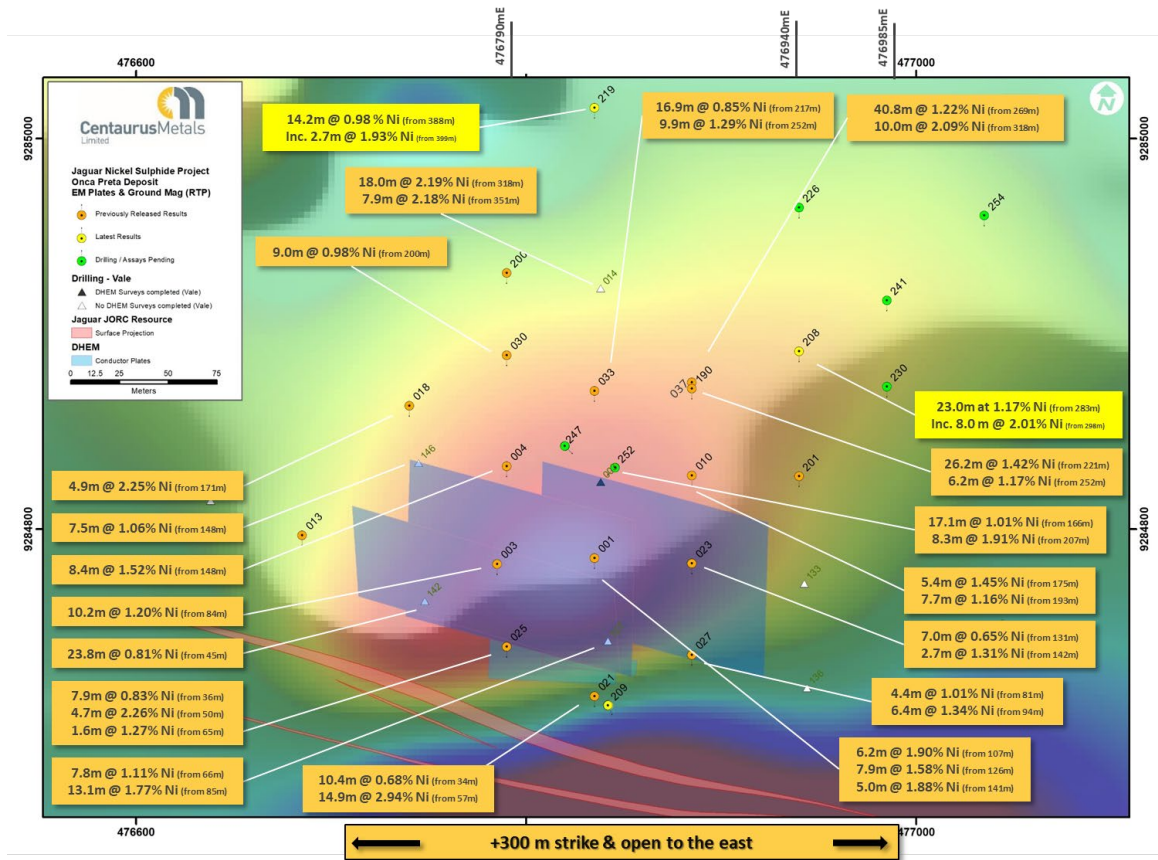 476790mE
476940mE
476985mE
476600
477000
9285000
9285000
CentaurusMetals
Limited
Jaguar Nickel Sulphide Project
Onca Preta Deposit
EM Plates & Ground Mag (RTP)
Previously Released Results
Latest Results
Drilling / Assays Pending
Drilling - Vale
DHEM Surveys completed (Vale)
No DHEM Surveys completed (Vale)
Jaguar JORC Resource
Surface Projection
DHEM
Conductor Plates
0 12.5 25 50 75
Meters
N
14.2m @ 0.98 % Ni (from 388m)
Inc. 2.7m @ 1.93% Ni (from 399m)
219
16.9m @ 0.85% Ni (from 217m)
9.9m @ 1.29% Ni (from 252m)
40.8m @ 1.22% Ni (from 269m)
10.0m @ 2.09% Ni (from 318m)
18.0m @ 2.19% Ni (from 318m)
7.9m @ 2.18% Ni (from 351m)
226
254
9.0m @ 0.98% Ni (from 200m)
200
014
241
030
208
033
037
190
230
018
23.0m at 1.17% Ni (from 283m)
Inc. 8.0 m @ 2.01% Ni (from 298m)
247
146
004
252
010
201
26.2m @ 1.42% Ni (from 221m)
6.2m @ 1.17% Ni (from 252m)
4.9m @ 2.25% Ni (from 171m)
7.5m @ 1.06% Ni (from 148m)
9284800
9284800
013
17.1m @ 1.01% Ni (from 166m)
8.3m @ 1.91% Ni (from 207m)
8.4m @ 1.52% Ni (from 148m)
003
001
023
133
5.4m @ 1.45% Ni (from 175m)
7.7m @ 1.16% Ni (from 193m)
10.2m @ 1.20% Ni (from 84m)
142
23.8m @ 0.81% Ni (from 45m)
025
027
7.0m @ 0.65% Ni (from 131m)
2.7m @ 1.31% Ni (from 142m)
7.9m @ 0.83% Ni (from 36m)
4.7m @ 2.26% Ni (from 50m)
1.6m @ 1.27% Ni (from 65m)
021
209
136
4.4m @ 1.01% Ni (from 81m)
6.4m @ 1.34% Ni (from 94m)
7.8m @ 1.11% Ni (from 66m)
13.1m @ 1.77% Ni (from 85m)
10.4m @ 0.68% Ni (from 34m)
14.9m @ 2.94% Ni (from 57m)
6.2m @ 1.90% Ni (from 107m)
7.9m @ 1.58% Ni (from 126m)
5.0m @ 1.88% Ni (from 141m)
476600
477000
+300 m strike & open to the east